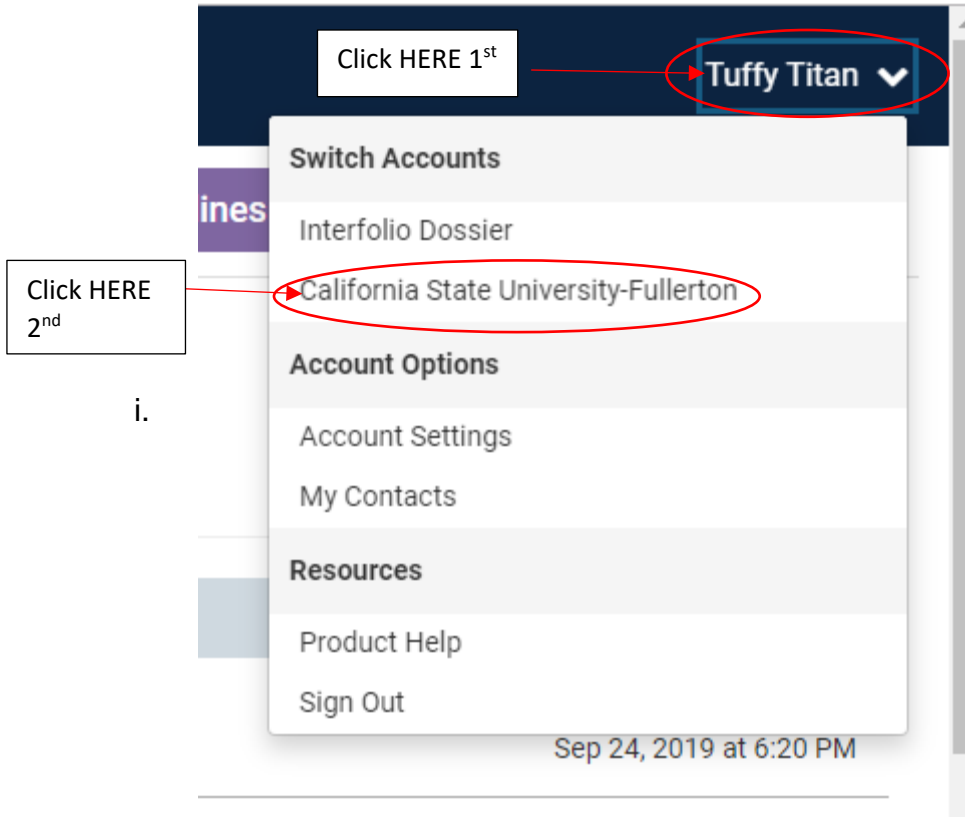 Click HERE 1st
Tuffy Titan
Switch Accounts
ines
Interfolio Dossier
California State University-Fullerton
Click HERE
2nd
Account Options
i.
Account Settings
My Contacts
Resources
Product Help
Sign Out
Sep 24, 2019 at 6:20 PM